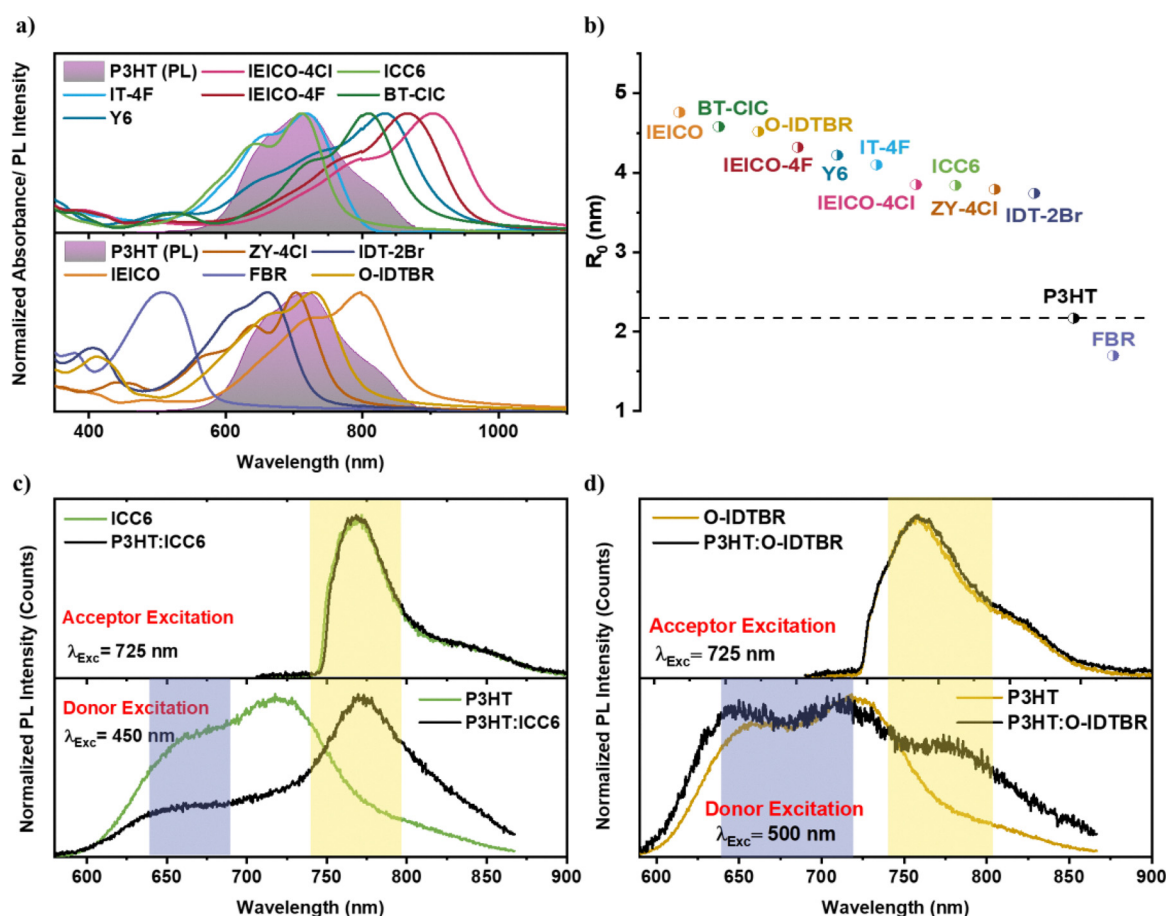 a)
Normalized Absorbance/ PL Intensity
P3HT (PL) IEICO-4Cl ICC6
IT-4F IEICO-4F BT-CIC
Y6
P3HT (PL) ZY-4Cl IDT-2Br
IEICO FBR O-IDTBR
400 600 800 1000
Wavelength (nm)
b)
R0 (nm)
5
4
3
2
1
IEICO
BT-CIC
O-IDTBR
IEICO-4F
Y6
IT-4F
IEICO-4Cl
ICC6
ZY-4Cl
IDT-2Br
P3HT
FBR
c)
Normalized PL Intensity (Counts)
ICC6
P3HT:ICC6
Acceptor Excitation
λExc= 725 nm
P3HT
P3HT:ICC6
Donor Excitation
λExc= 450 nm
600 650 700 750 800 850 900
Wavelength (nm)
d)
Normalized PL Intensity (Counts)
O-IDTBR
P3HT:O-IDTBR
Acceptor Excitation
λExc= 725 nm
P3HT
P3HT:O-IDTBR
Donor Excitation
λExc= 500 nm
590 600 650 700 750 800 850 900
Wavelength (nm)